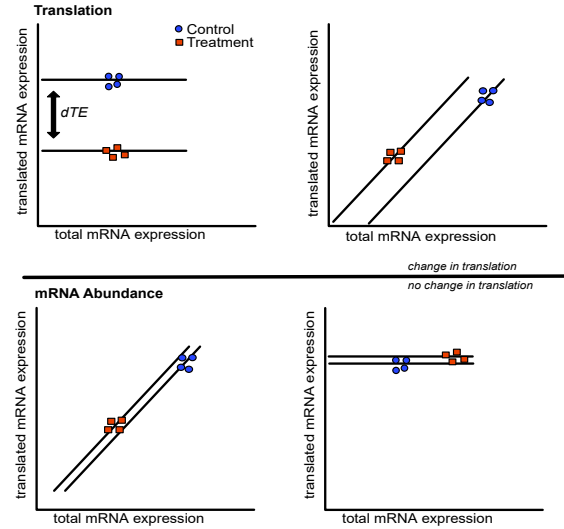 Translation
Control
Treatment
translated mRNA expression
dTE
total mRNA expression
translated mRNA expression
total mRNA expression
change in translation
no change in translation
mRNA Abundance
translated mRNA expression
total mRNA expression
translated mRNA expression
total mRNA expression